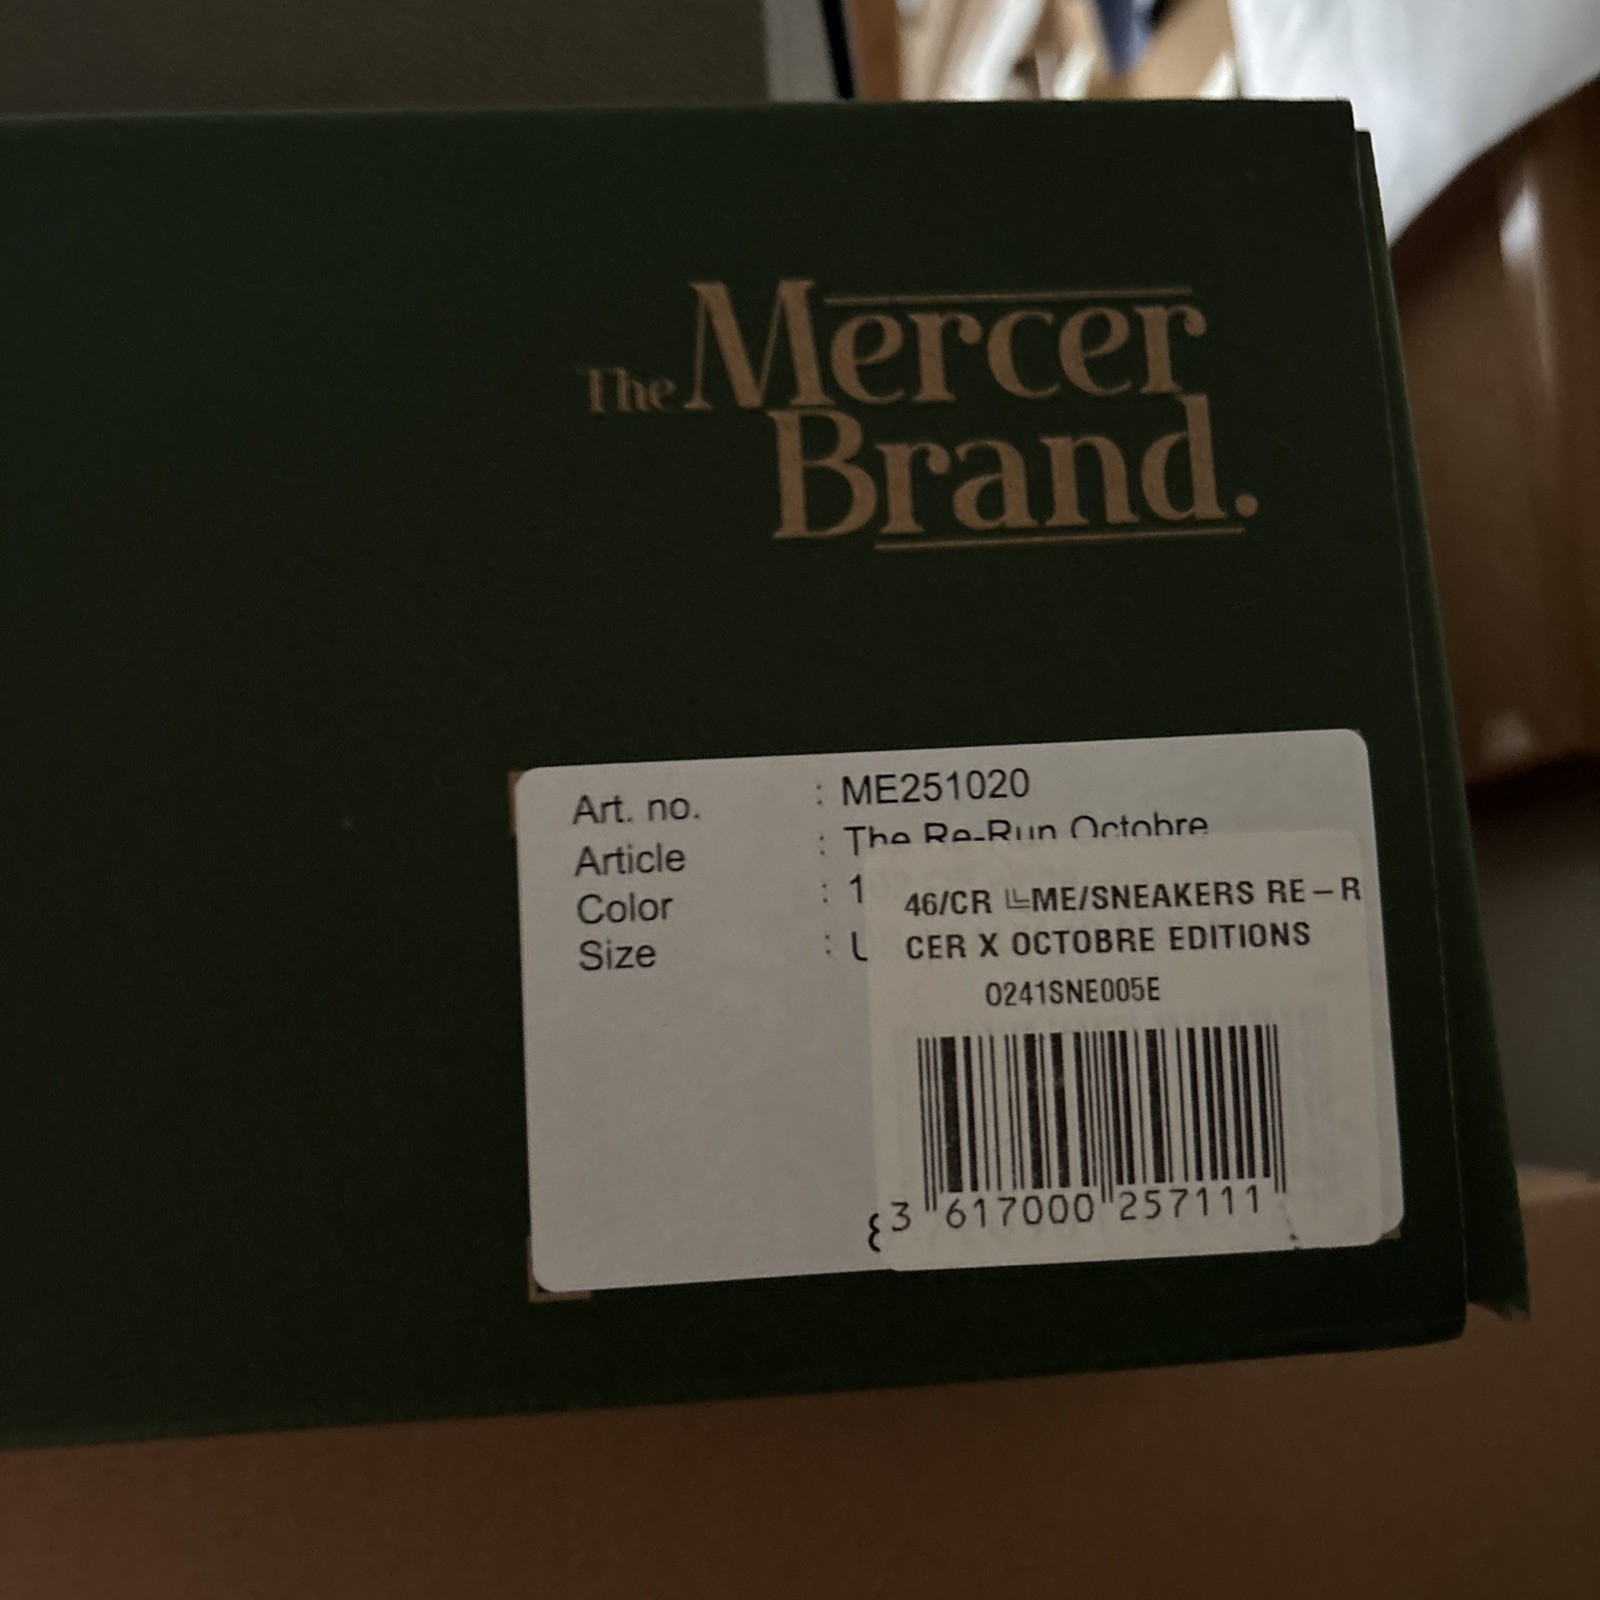 The Mercer
Brand.
Art. no. : ME251020
Article : The Re-Run Octobre
Color : 1
Size :
46/CR ╚ME/SNEAKERS RE–R
CER X OCTOBRE EDITIONS
0241SNE005E
3 617000 257111